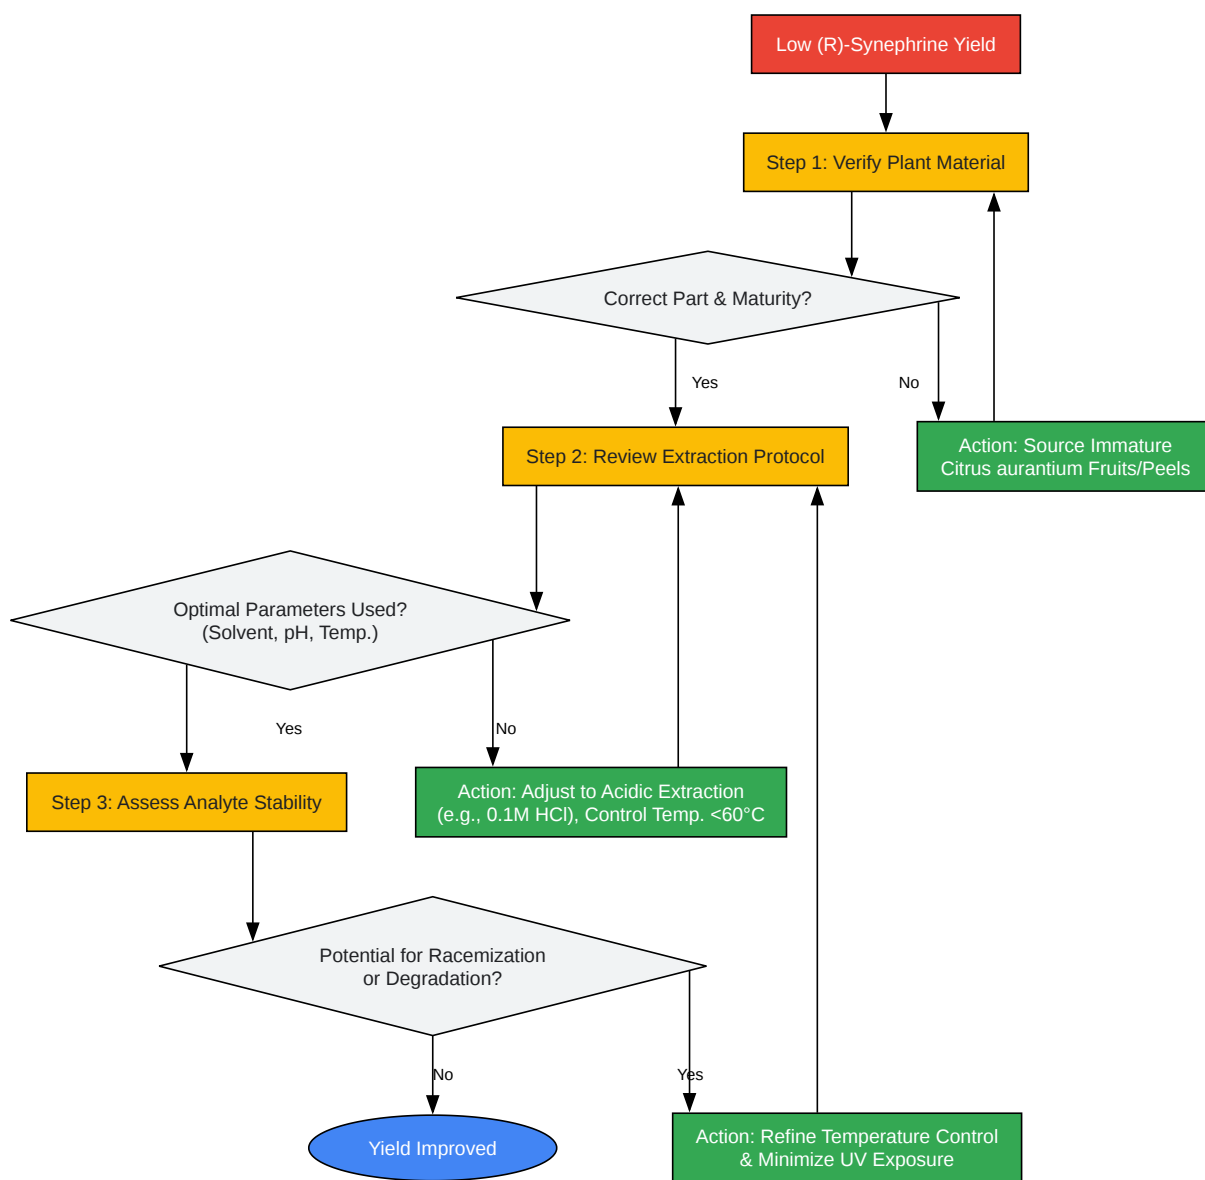 Low (R)-Synephrine Yield
Step 1: Verify Plant Material
Correct Part & Maturity?
Yes
No
Action: Source Immature
Citrus aurantium Fruits/Peels
Step 2: Review Extraction Protocol
Optimal Parameters Used?
(Solvent, pH, Temp.)
Yes
No
Step 3: Assess Analyte Stability
Action: Adjust to Acidic Extraction
(e.g., 0.1M HCl), Control Temp. <60°C
Potential for Racemization
or Degradation?
No
Yes
Yield Improved
Action: Refine Temperature Control
& Minimize UV Exposure